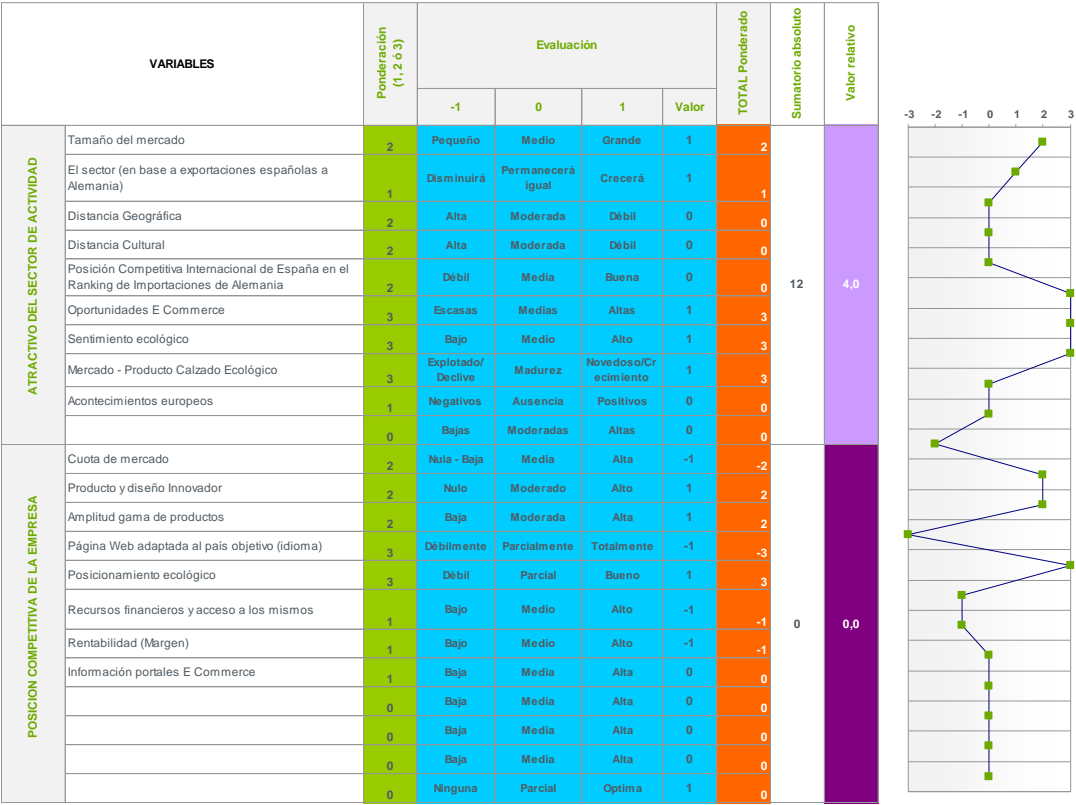 VARIABLES
Ponderación
(1, 2 ó 3)
Evaluación
TOTAL Ponderado
Sumatorio absoluto
Valor relativo
-1 0 1 Valor
-3 -2 -1 0 1 2 3
ATRACTIVO DEL SECTOR DE ACTIVIDAD
Tamaño del mercado 2 Pequeño Medio Grande 1 2
El sector (en base a exportaciones españolas a
Alemania) 1 Disminuirá Permanecerá
igual Crecerá 1 1
Distancia Geográfica 2 Alta Moderada Débil 0 0
Distancia Cultural 2 Alta Moderada Débil 0 0
Posición Competitiva Internacional de España en el
Ranking de Importaciones de Alemania 2 Débil Media Buena 0 0
12 4,0
Oportunidades E Commerce 3 Escasas Medias Altas 1 3
Sentimiento ecológico 3 Bajo Medio Alto 1 3
Mercado - Producto Calzado Ecológico 3 Explotado/
Declive Madurez Novedoso/Cr
ecimiento 1 3
Acontecimientos europeos 1 Negativos Ausencia Positivos 0 0
0 Bajas Moderadas Altas 0 0
POSICION COMPETITIVA DE LA EMPRESA
Cuota de mercado 2 Nula - Baja Media Alta -1 -2
Producto y diseño Innovador 2 Nulo Moderado Alto 1 2
Amplitud gama de productos 2 Baja Moderada Alta 1 2
Página Web adaptada al país objetivo (idioma) 3 Débilmente Parcialmente Totalmente -1 -3
Posicionamiento ecológico 3 Débil Parcial Bueno 1 3
Recursos financieros y acceso a los mismos 1 Bajo Medio Alto -1 -1
0 0,0
Rentabilidad (Margen) 1 Bajo Medio Alto -1 -1
Información portales E Commerce 1 Baja Media Alta 0 0
0 Baja Media Alta 0 0
0 Baja Media Alta 0 0
0 Baja Media Alta 0 0
0 Ninguna Parcial Optima 1 0